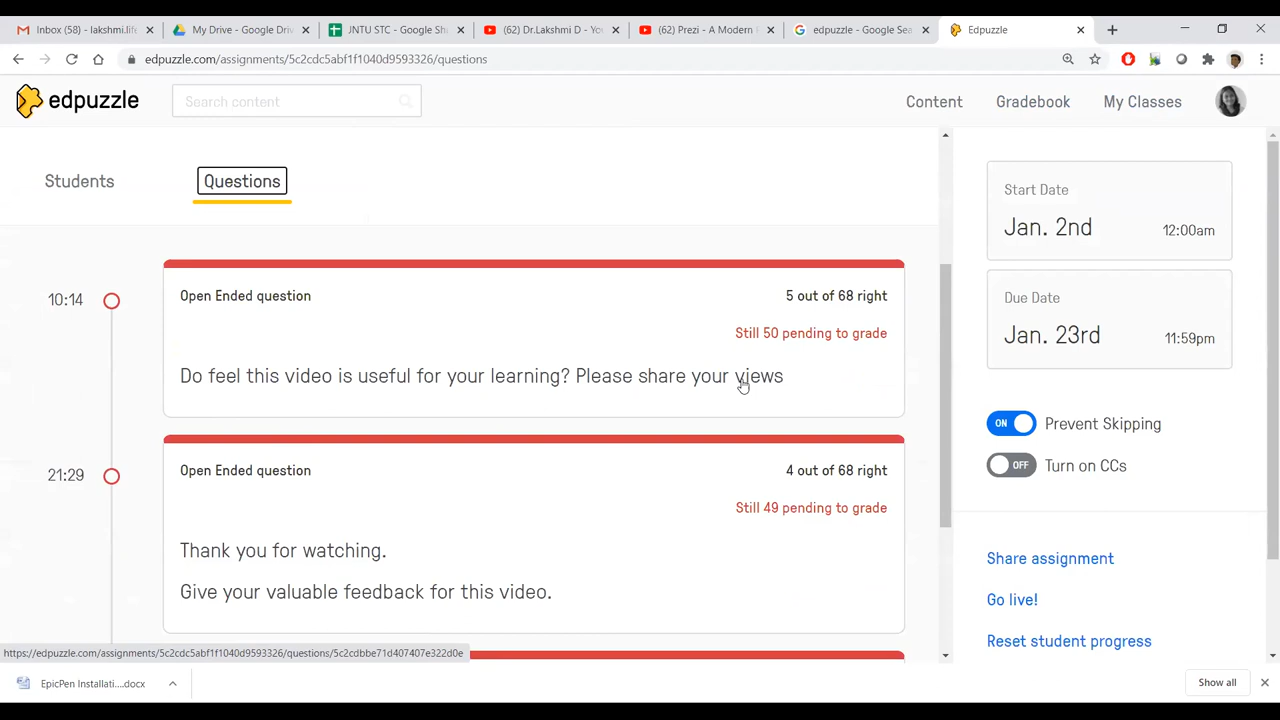 Inbox (58) - lakshmi.life
My Drive - Google Driv
JNTU STC - Google She
(62) Dr.Lakshmi D - You
(62) Prezi - A Modern P
edpuzzle - Google Sea
Edpuzzle
edpuzzle.com/assignments/5c2cdc5abf1f1040d9593326/questions
edpuzzle
Search content
Content
Gradebook
My Classes
Students
Questions
10:14
Open Ended question
5 out of 68 right
Still 50 pending to grade
Do feel this video is useful for your learning? Please share your views
21:29
Open Ended question
4 out of 68 right
Still 49 pending to grade
Thank you for watching.
Give your valuable feedback for this video.
Start Date
Jan. 2nd
12:00am
Due Date
Jan. 23rd
11:59pm
ON
Prevent Skipping
OFF
Turn on CCs
Share assignment
Go live!
Reset student progress
https://edpuzzle.com/assignments/5c2cdc5abf1f1040d9593326/questions/5c2cdbbe71d407407e322d0e
EpicPen Installati....docx
Show all